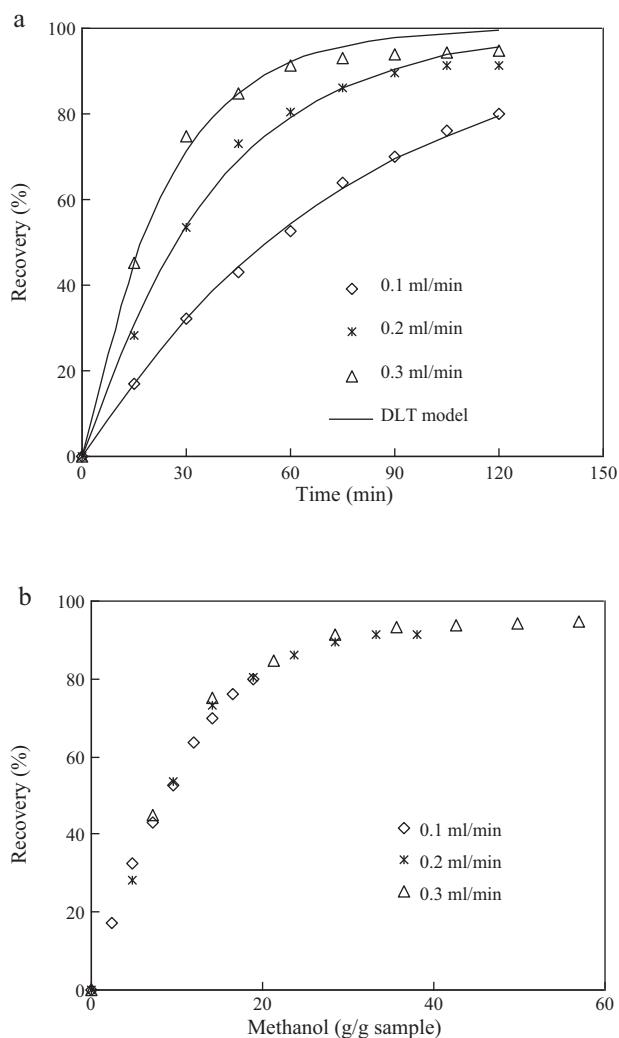 a
100
80
60
40
20
0
Recovery (%)
0.1 ml/min
0.2 ml/min
0.3 ml/min
DLT model
0 30 60 90 120 150
Time (min)
b
100
80
60
40
20
0
Recovery (%)
0.1 ml/min
0.2 ml/min
0.3 ml/min
0 20 40 60
Methanol (g/g sample)